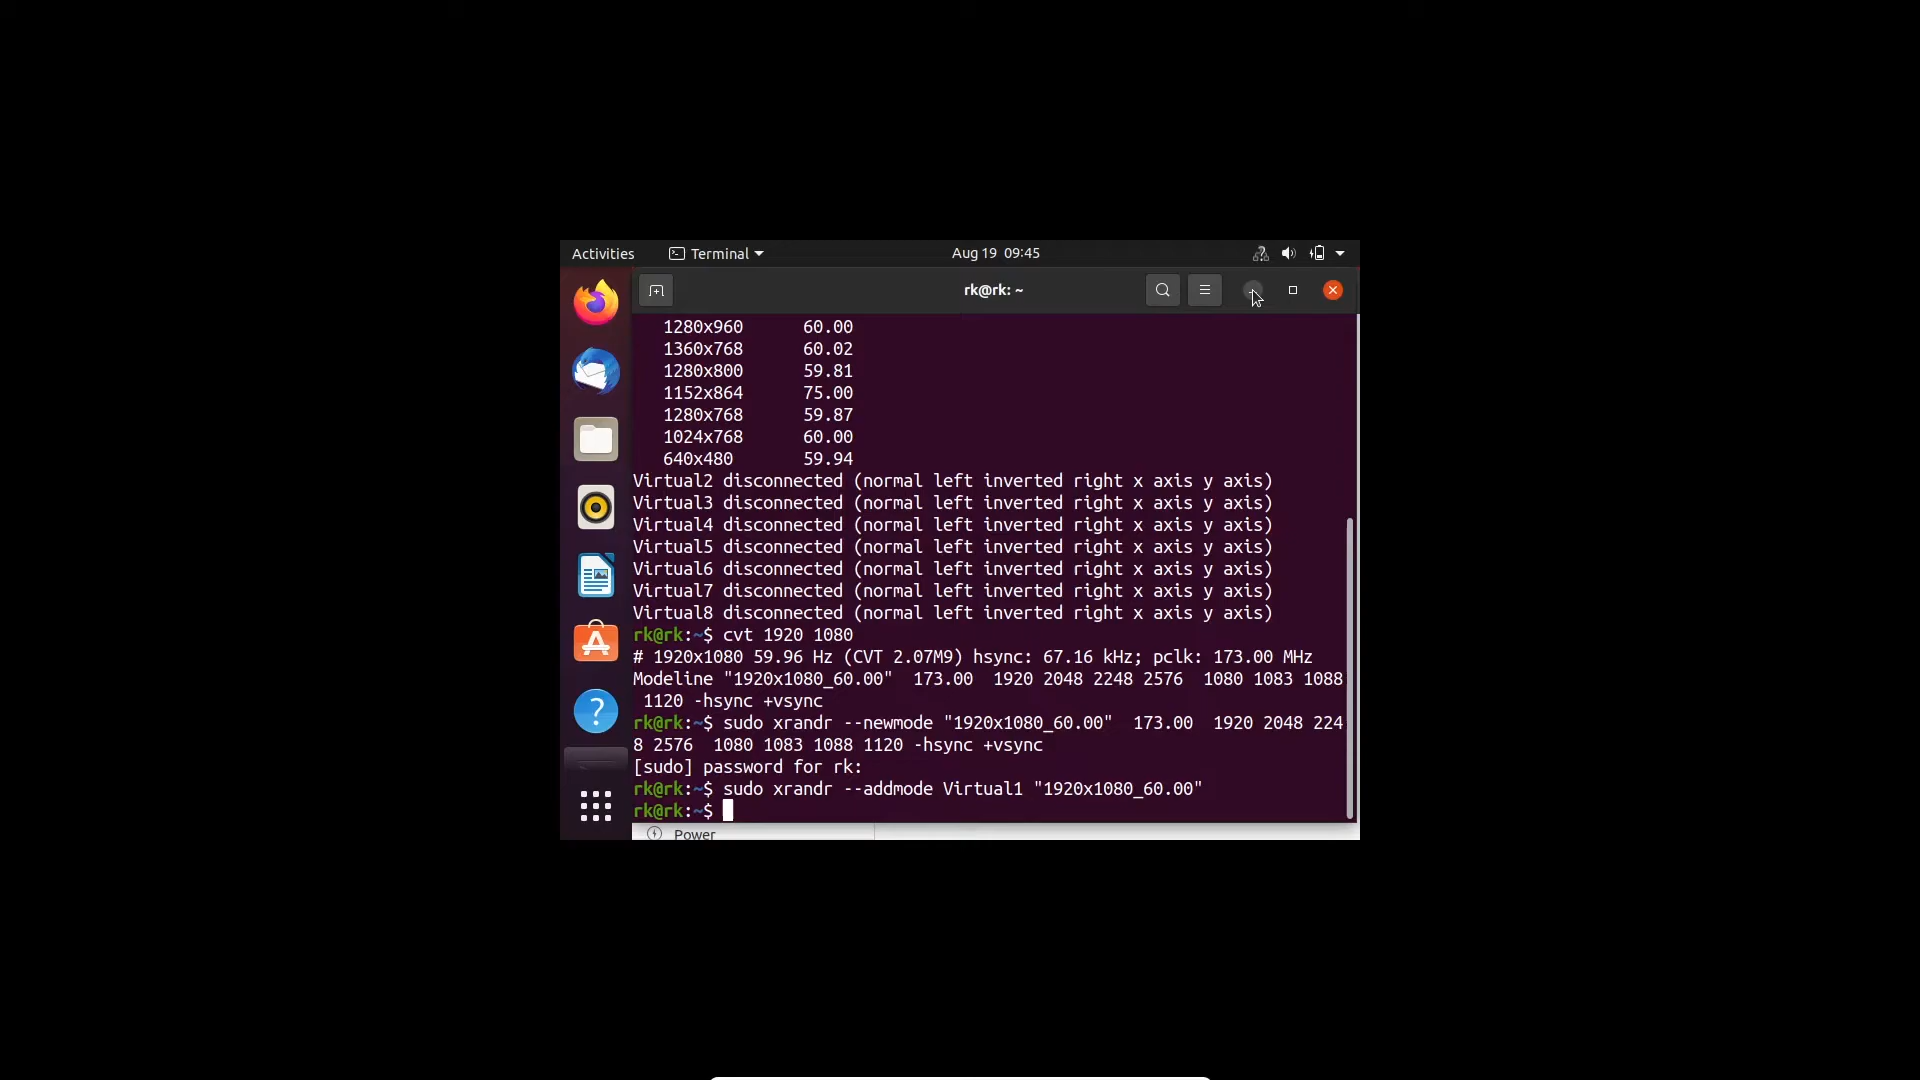 Activities
Terminal
Aug 19 09:45
rk@rk: ~
1280x960 60.00
1360x768 60.02
1280x800 59.81
1152x864 75.00
1280x768 59.87
1024x768 60.00
640x480 59.94
Virtual2 disconnected (normal left inverted right x axis y axis)
Virtual3 disconnected (normal left inverted right x axis y axis)
Virtual4 disconnected (normal left inverted right x axis y axis)
Virtual5 disconnected (normal left inverted right x axis y axis)
Virtual6 disconnected (normal left inverted right x axis y axis)
Virtual7 disconnected (normal left inverted right x axis y axis)
Virtual8 disconnected (normal left inverted right x axis y axis)
rk@rk:~$ cvt 1920 1080
# 1920x1080 59.96 Hz (CVT 2.07M9) hsync: 67.16 kHz; pclk: 173.00 MHz
Modeline "1920x1080_60.00"  173.00  1920 2048 2248 2576  1080 1083 1088
1120 -hsync +vsync
rk@rk:~$ sudo xrandr --newmode "1920x1080_60.00"  173.00  1920 2048 224
8 2576  1080 1083 1088 1120 -hsync +vsync
[sudo] password for rk:
rk@rk:~$ sudo xrandr --addmode Virtual1 "1920x1080_60.00"
rk@rk:~$
Power